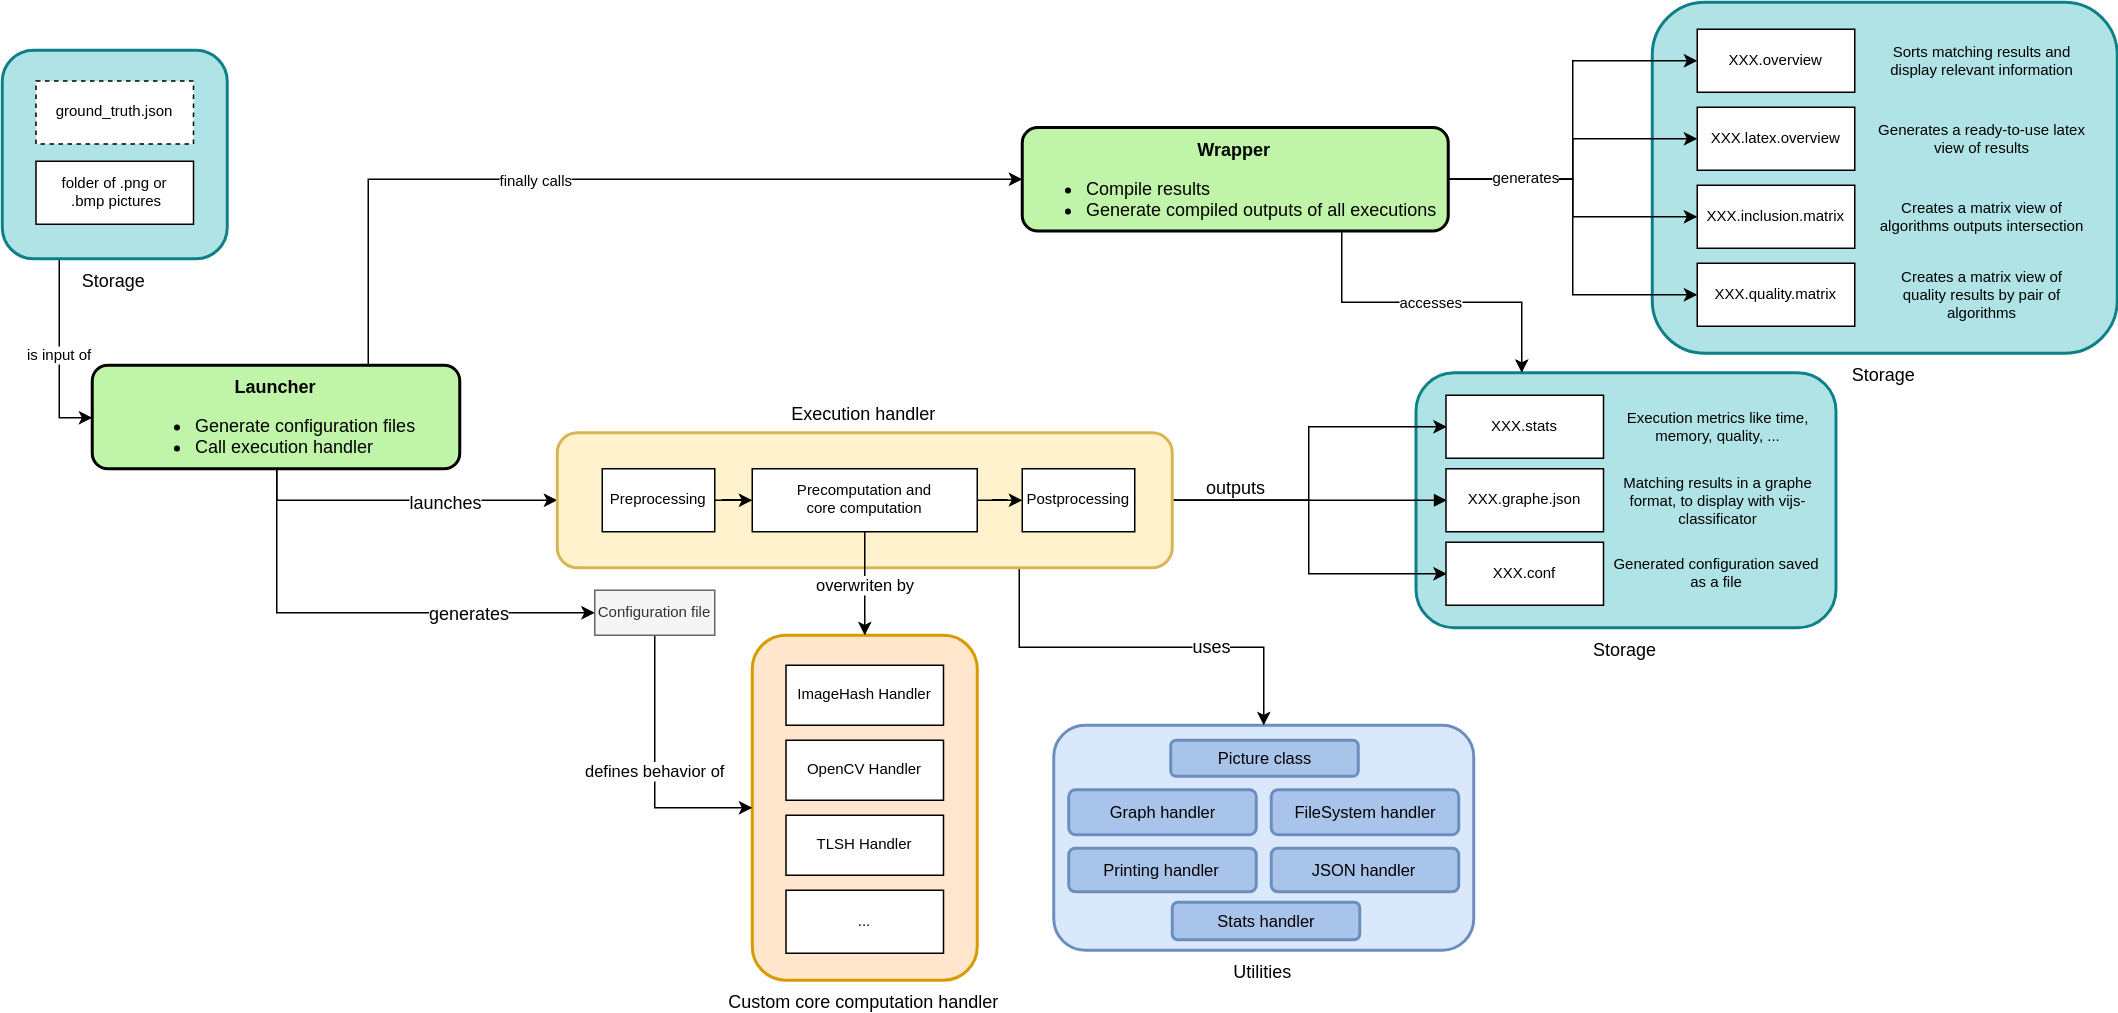 ground_truth.json
folder of .png or
.bmp pictures
Storage
is input of
Launcher
Generate configuration files
Call execution handler
finally calls
Wrapper
Compile results
Generate compiled outputs of all executions
generates
XXX.overview
Sorts matching results and
display relevant information
XXX.latex.overview
Generates a ready-to-use latex
view of results
XXX.inclusion.matrix
Creates a matrix view of
algorithms outputs intersection
XXX.quality.matrix
Creates a matrix view of
quality results by pair of
algorithms
Storage
accesses
launches
generates
Execution handler
Preprocessing
Precomputation and
core computation
Postprocessing
outputs
XXX.stats
Execution metrics like time,
memory, quality, ...
XXX.graphe.json
Matching results in a graphe
format, to display with vijs-
classificator
XXX.conf
Generated configuration saved
as a file
Storage
overwriten by
Configuration file
defines behavior of
ImageHash Handler
OpenCV Handler
TLSH Handler
...
Custom core computation handler
uses
Picture class
Graph handler
FileSystem handler
Printing handler
JSON handler
Stats handler
Utilities